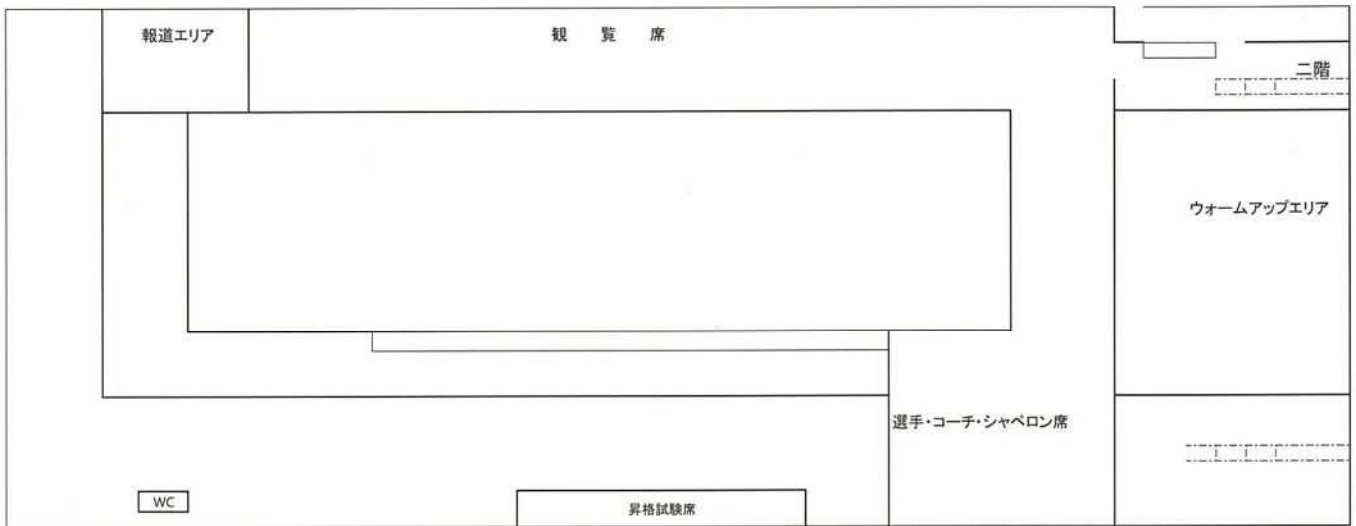 報道エリア
観 覧 席
二階
ウォームアップエリア
選手・コーチ・シャペロン席
WC
昇格試験席